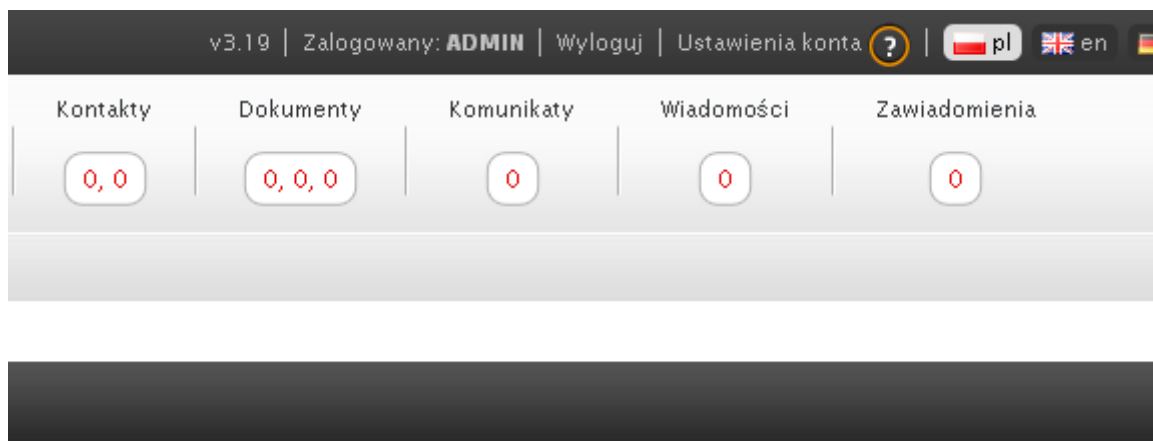 v3.19 | Zalogowany: ADMIN | Wyloguj | Ustawienia konta ? | pl en
Kontakty Dokumenty Komunikaty Wiadomości Zawiadomienia
0, 0 0, 0, 0 0 0 0